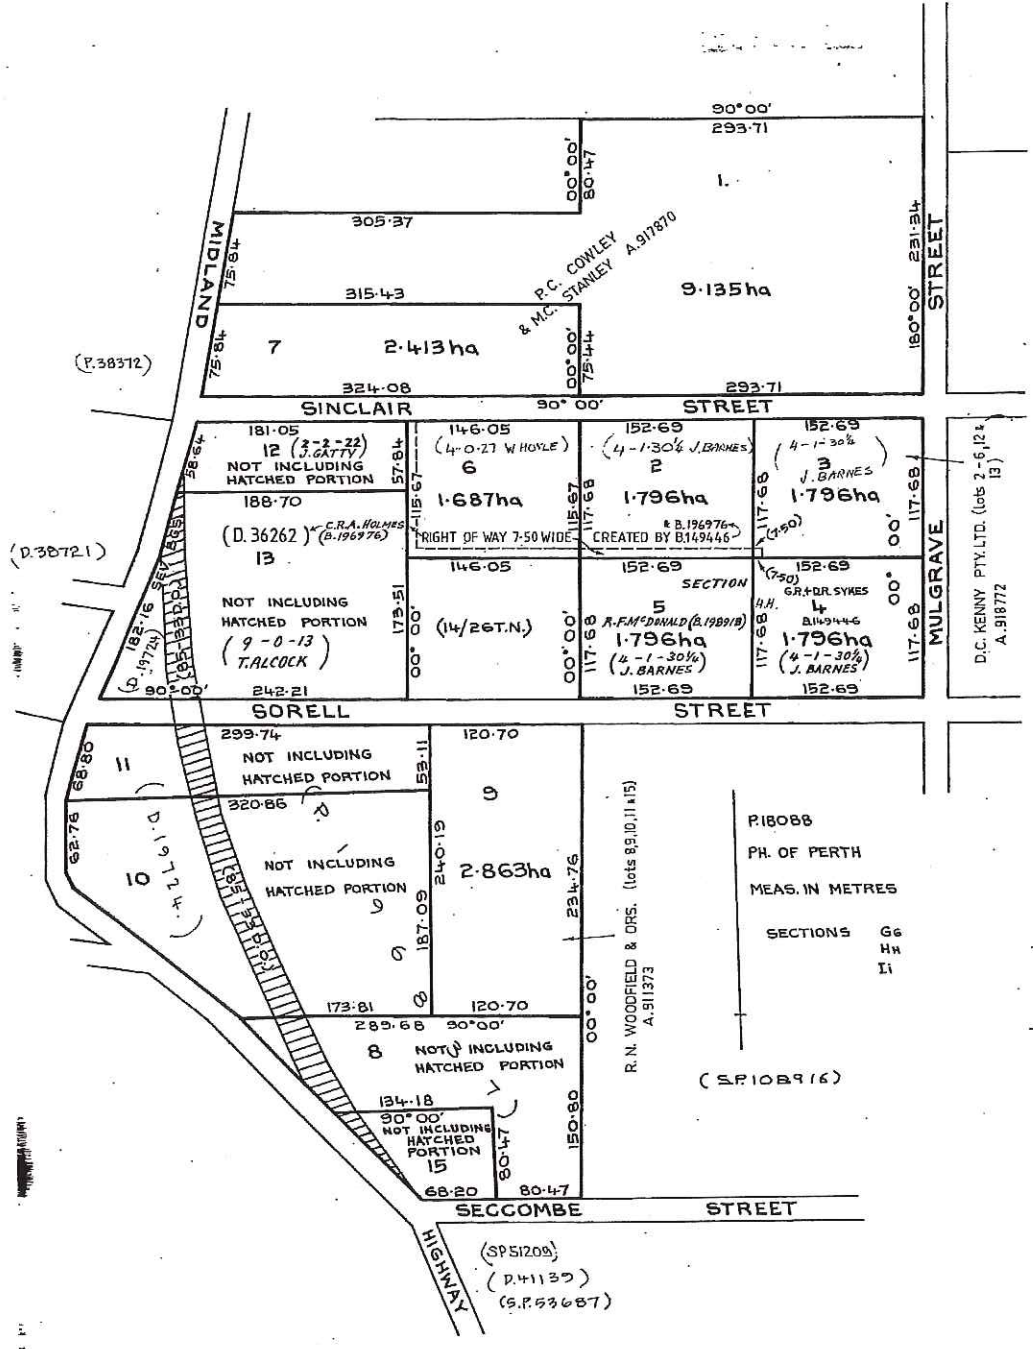 90°00'
293.71
00°00'
80.47
1.
305.37
MIDLAND
75.84
P.C. COWLEY
& M.C. STANLEY A.917870
180°00' 231.34
STREET
315.43
9.135ha
75.84
7
2.413ha
00°00'
75.44
(P.38372)
324.08
293.71
SINCLAIR
90° 00'
STREET
181.05
146.05
152.69
152.69
12 (2-2-22)
J.GATTY
NOT INCLUDING
HATCHED PORTION
58.64
57.84
(4-0-27 W HOYLE)
6
1.687ha
115.67
115.67
(4-1-30¼ J.BARNES)
2
1.796ha
117.68
(4-1-30¼)
3
J. BARNES
1.796ha
117.68
117.68
188.70
(D.36262)
C.R.A. HOLMES
(B.196976)
13
RIGHT OF WAY 7.50 WIDE
CREATED BY B.149446
& B.196976
(7.50)
(D.38721)
146.05
152.69
152.69
SECTION
(7.50)
00°00'
NOT INCLUDING
HATCHED PORTION
(9-0-13)
T.ALCOCK
173.51
00°00'
(14/26T.N.)
00°00'
117.68
5
R.F. McDONALD (B.198918)
1.796ha
(4-1-30¼)
J. BARNES
117.68
A.H.
G.R.+D.R. SYKES
4
B.149446
1.796ha
(4-1-30¼)
J. BARNES
117.68
MULGRAVE
D.C. KENNY PTY. LTD. (lots 2-6,12 &
13)
A.918772
182.16
(D.19724)
90°00'
242.21
152.69
152.69
SORELL
STREET
299.74
120.70
68.80
11
NOT INCLUDING
HATCHED PORTION
53.11
320.86
9
62.76
(D.19724.)
(P.
10
NOT INCLUDING
HATCHED PORTION
240.19
187.09
2.863ha
234.76
R.N. WOODFIELD & ORS. (lots 8,9,10,11 &15)
A.911373
P.18088
PH. OF PERTH
MEAS. IN METRES
SECTIONS GG
HH
Ii
173.81
120.70
00°00'
289.68 90°00'
8
NOT INCLUDING
HATCHED PORTION
(S.P.108916)
134.18
90°00'
NOT INCLUDING
HATCHED
PORTION
15
80.47
150.80
68.20
80.47
SECCOMBE
STREET
HIGHWAY
(SP51209)
(D.41139)
(S.P.53687)